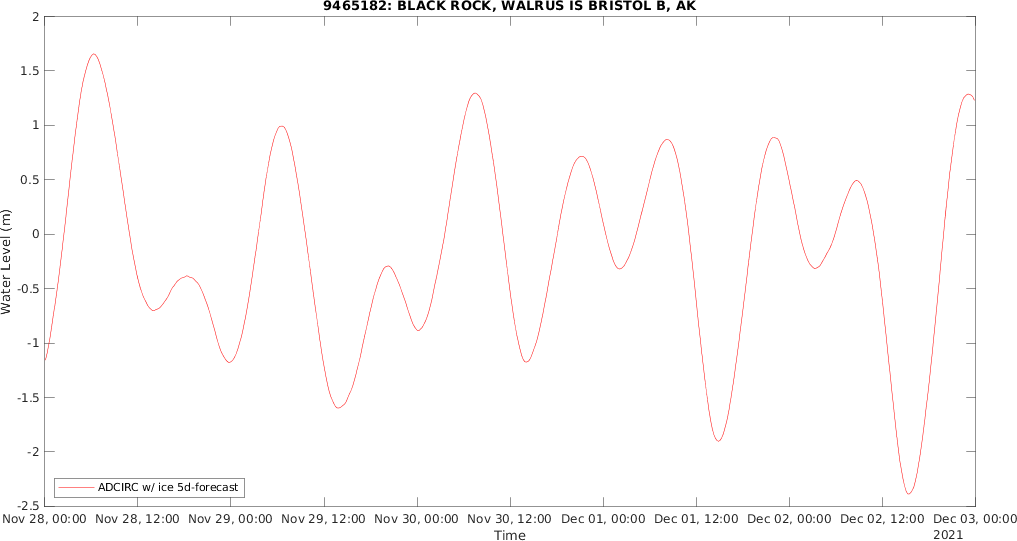 9465182: BLACK ROCK, WALRUS IS BRISTOL B, AK
2
1.5
1
0.5
0
-0.5
-1
-1.5
-2
-2.5
Water Level (m)
ADCIRC w/ ice 5d-forecast
Nov 28, 00:00 Nov 28, 12:00 Nov 29, 00:00 Nov 29, 12:00 Nov 30, 00:00 Nov 30, 12:00 Dec 01, 00:00 Dec 01, 12:00 Dec 02, 00:00 Dec 02, 12:00 Dec 03, 00:00
Time
2021